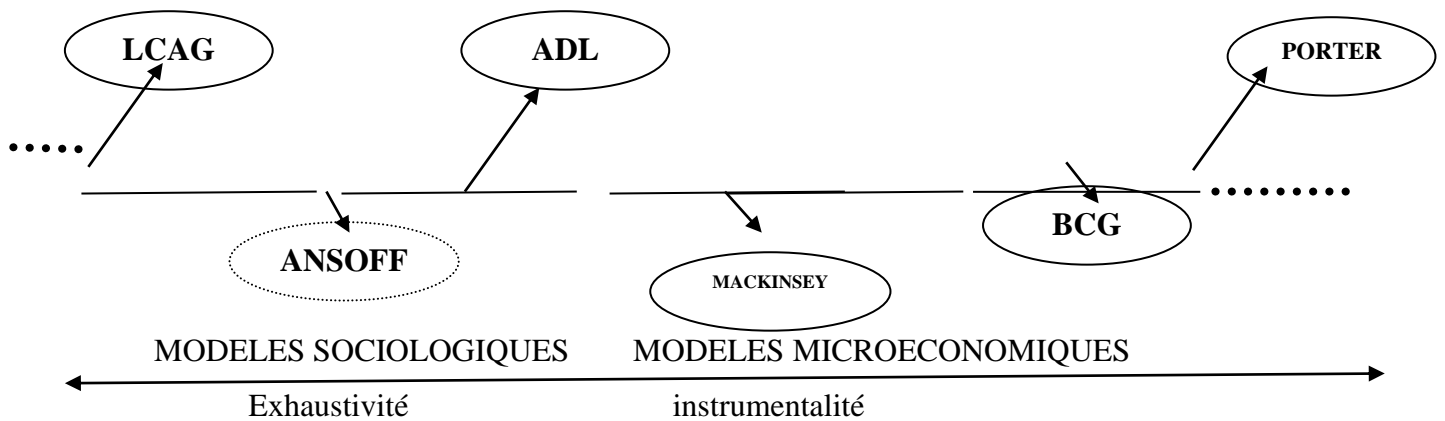 LCAG
ADL
PORTER
ANSOFF
BCG
MACKINSEY
MODELES SOCIOLOGIQUES MODELES MICROECONOMIQUES
Exhaustivité instrumentalité